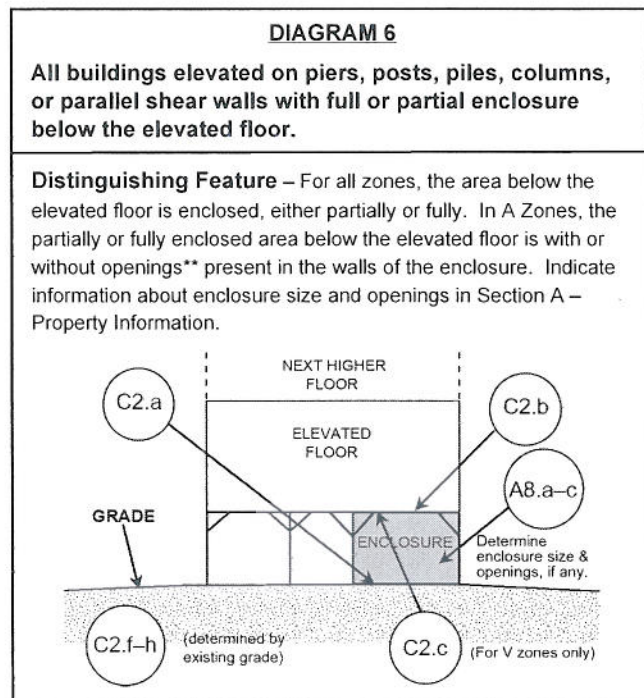 DIAGRAM 6
All buildings elevated on piers, posts, piles, columns,
or parallel shear walls with full or partial enclosure
below the elevated floor.
Distinguishing Feature – For all zones, the area below the
elevated floor is enclosed, either partially or fully. In A Zones, the
partially or fully enclosed area below the elevated floor is with or
without openings** present in the walls of the enclosure. Indicate
information about enclosure size and openings in Section A –
Property Information.
NEXT HIGHER
FLOOR
C2.a
C2.b
ELEVATED
FLOOR
A8.a–c
GRADE
ENCLOSURE
Determine
enclosure size &
openings, if any.
C2.f–h
(determined by
existing grade)
C2.c
(For V zones only)